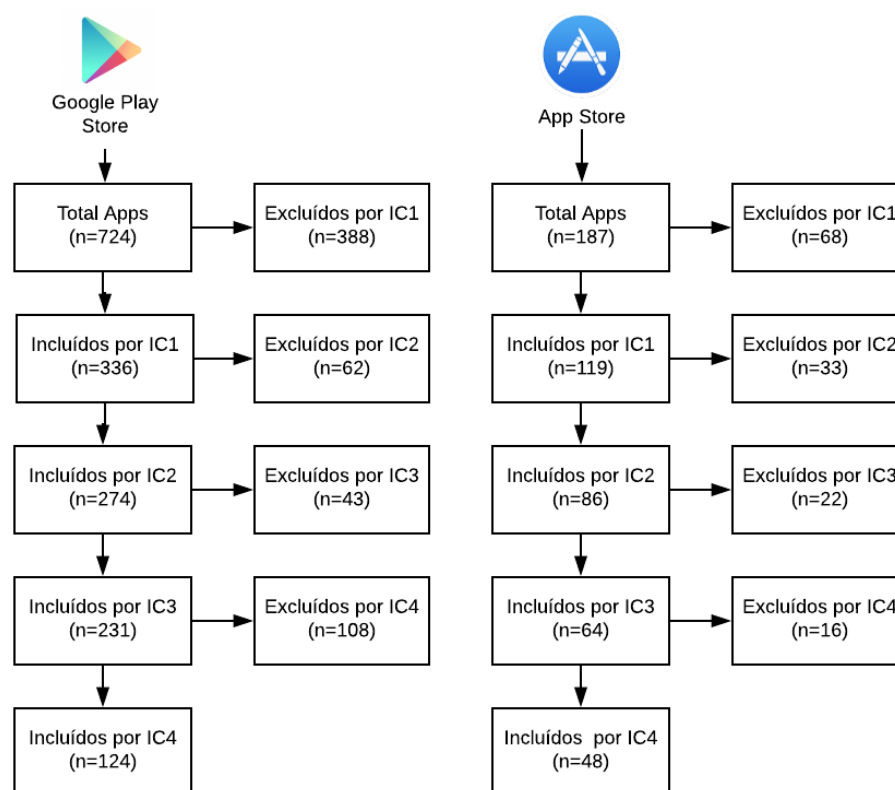 Google Play
Store
Total Apps
(n=724)
Excluídos por IC1
(n=388)
Incluídos por IC1
(n=336)
Excluídos por IC2
(n=62)
Incluídos por IC2
(n=274)
Excluídos por IC3
(n=43)
Incluídos por IC3
(n=231)
Excluídos por IC4
(n=108)
Incluídos por IC4
(n=124)
App Store
Total Apps
(n=187)
Excluídos por IC1
(n=68)
Incluídos por IC1
(n=119)
Excluídos por IC2
(n=33)
Incluídos por IC2
(n=86)
Excluídos por IC3
(n=22)
Incluídos por IC3
(n=64)
Excluídos por IC4
(n=16)
Incluídos por IC4
(n=48)